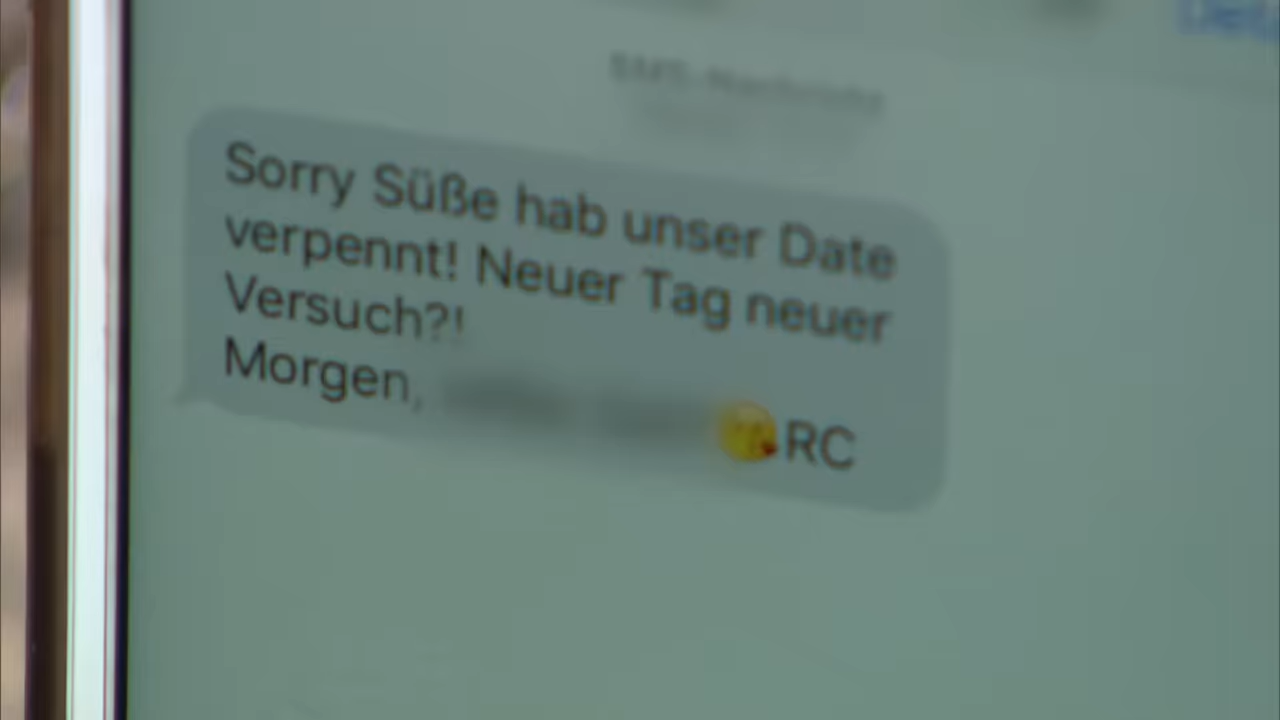 Sorry Süße hab unser Date
verpennt! Neuer Tag neuer
Versuch?!
Morgen, 😘RC